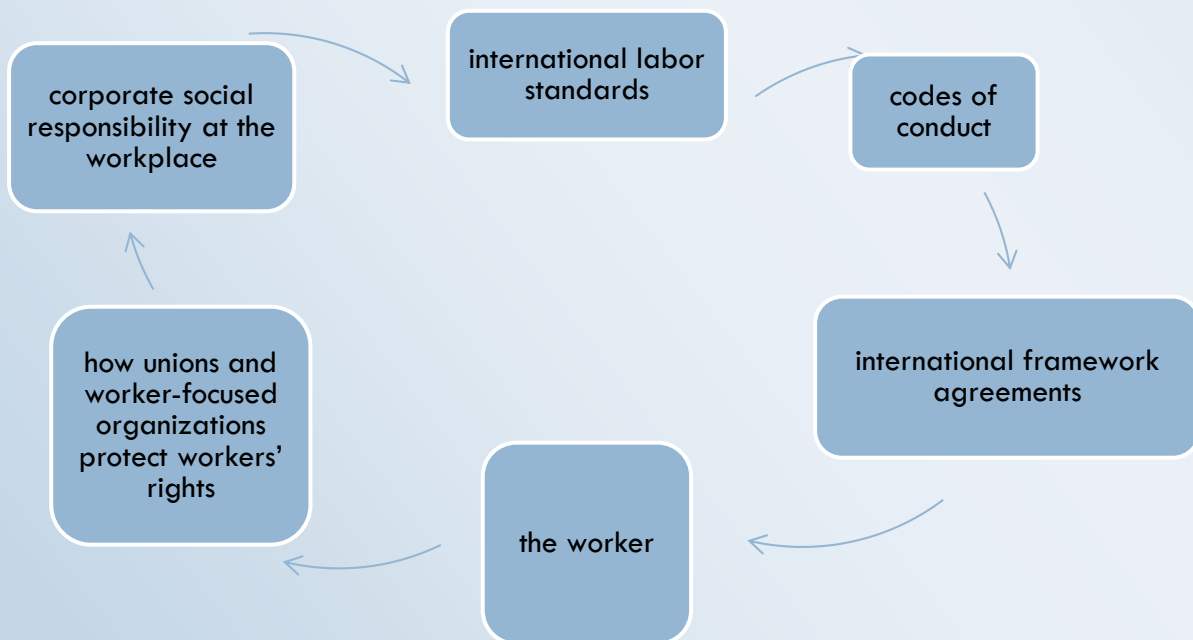 corporate social
responsibility at the
workplace
international labor
standards
codes of
conduct
international framework
agreements
the worker
how unions and
worker-focused
organizations
protect workers’
rights